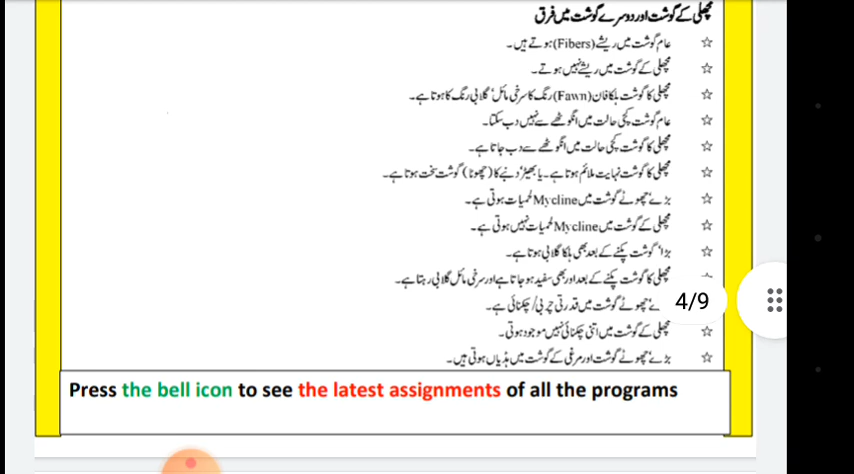 مچھلی کے گوشت اور دوسرے گوشت میں فرق
☆ عام گوشت میں ریشے (Fibers) ہوتے ہیں۔
☆ مچھلی کے گوشت میں ریشے نہیں ہوتے۔
☆ مچھلی کا گوشت ہلکا فان (Fawn) رنگ کا سرخی مائل' گلابی رنگ کا ہوتا ہے۔
☆ عام گوشت کچی حالت میں انگوٹھے سے نہیں دب سکتا۔
☆ مچھلی کا گوشت کچی حالت میں انگوٹھے سے دب جاتا ہے۔
☆ مچھلی کا گوشت نہایت ملائم ہوتا ہے۔ یا بھیڑ' دنبے کا (چھوٹا) گوشت سخت ہوتا ہے۔
☆ بڑے' چھوٹے گوشت میں Mycline لحمیات ہوتی ہے۔
☆ مچھلی کے گوشت میں Mycline لحمیات نہیں ہوتی ہے۔
☆ بڑا' گوشت پکنے کے بعد بھی ہلکا گلابی ہوتا ہے۔
مچھلی کا گوشت پکنے کے بعد اور بھی سفید ہو جاتا ہے اور سرخی مائل گلابی رہتا ہے۔
چھوٹے گوشت میں قدرتی چربی/چکنائی ہے۔
4/9
☆ مچھلی کے گوشت میں اتنی چکنائی نہیں موجود ہوتی۔
☆ بڑے' چھوٹے گوشت اور مرغی کے گوشت میں ہڈیاں ہوتی ہیں۔
Press the bell icon to see the latest assignments of all the programs